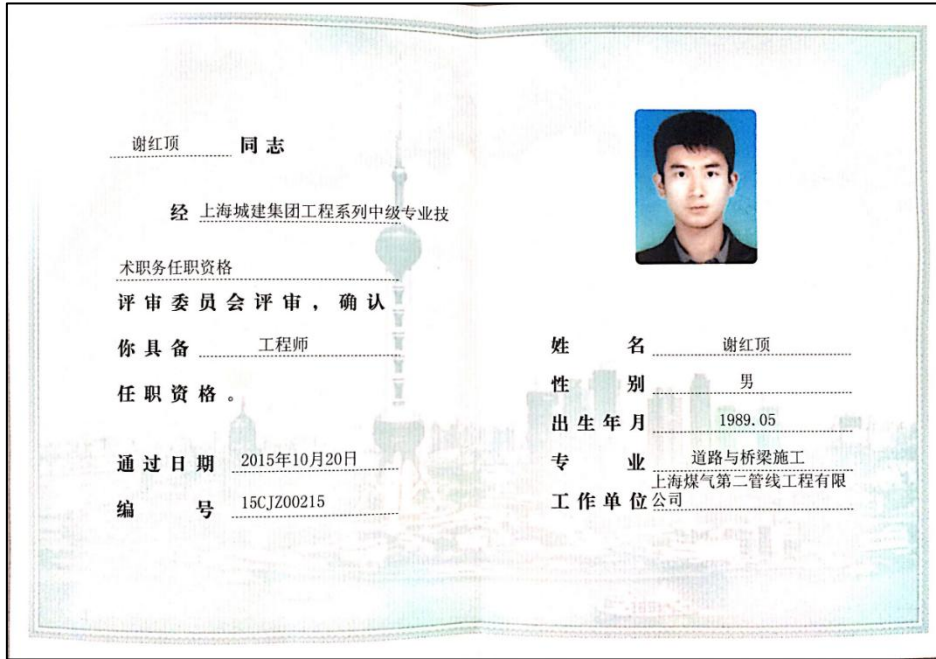 谢红顶 同志
经 上海城建集团工程系列中级专业技
术职务任职资格
评审委员会评审，确认
你具备 工程师
任职资格。
通过日期 2015年10月20日
编号 15CJZ00215
姓名 谢红顶
性别 男
出生年月 1989.05
专业 道路与桥梁施工
工作单位 上海煤气第二管线工程有限
公司